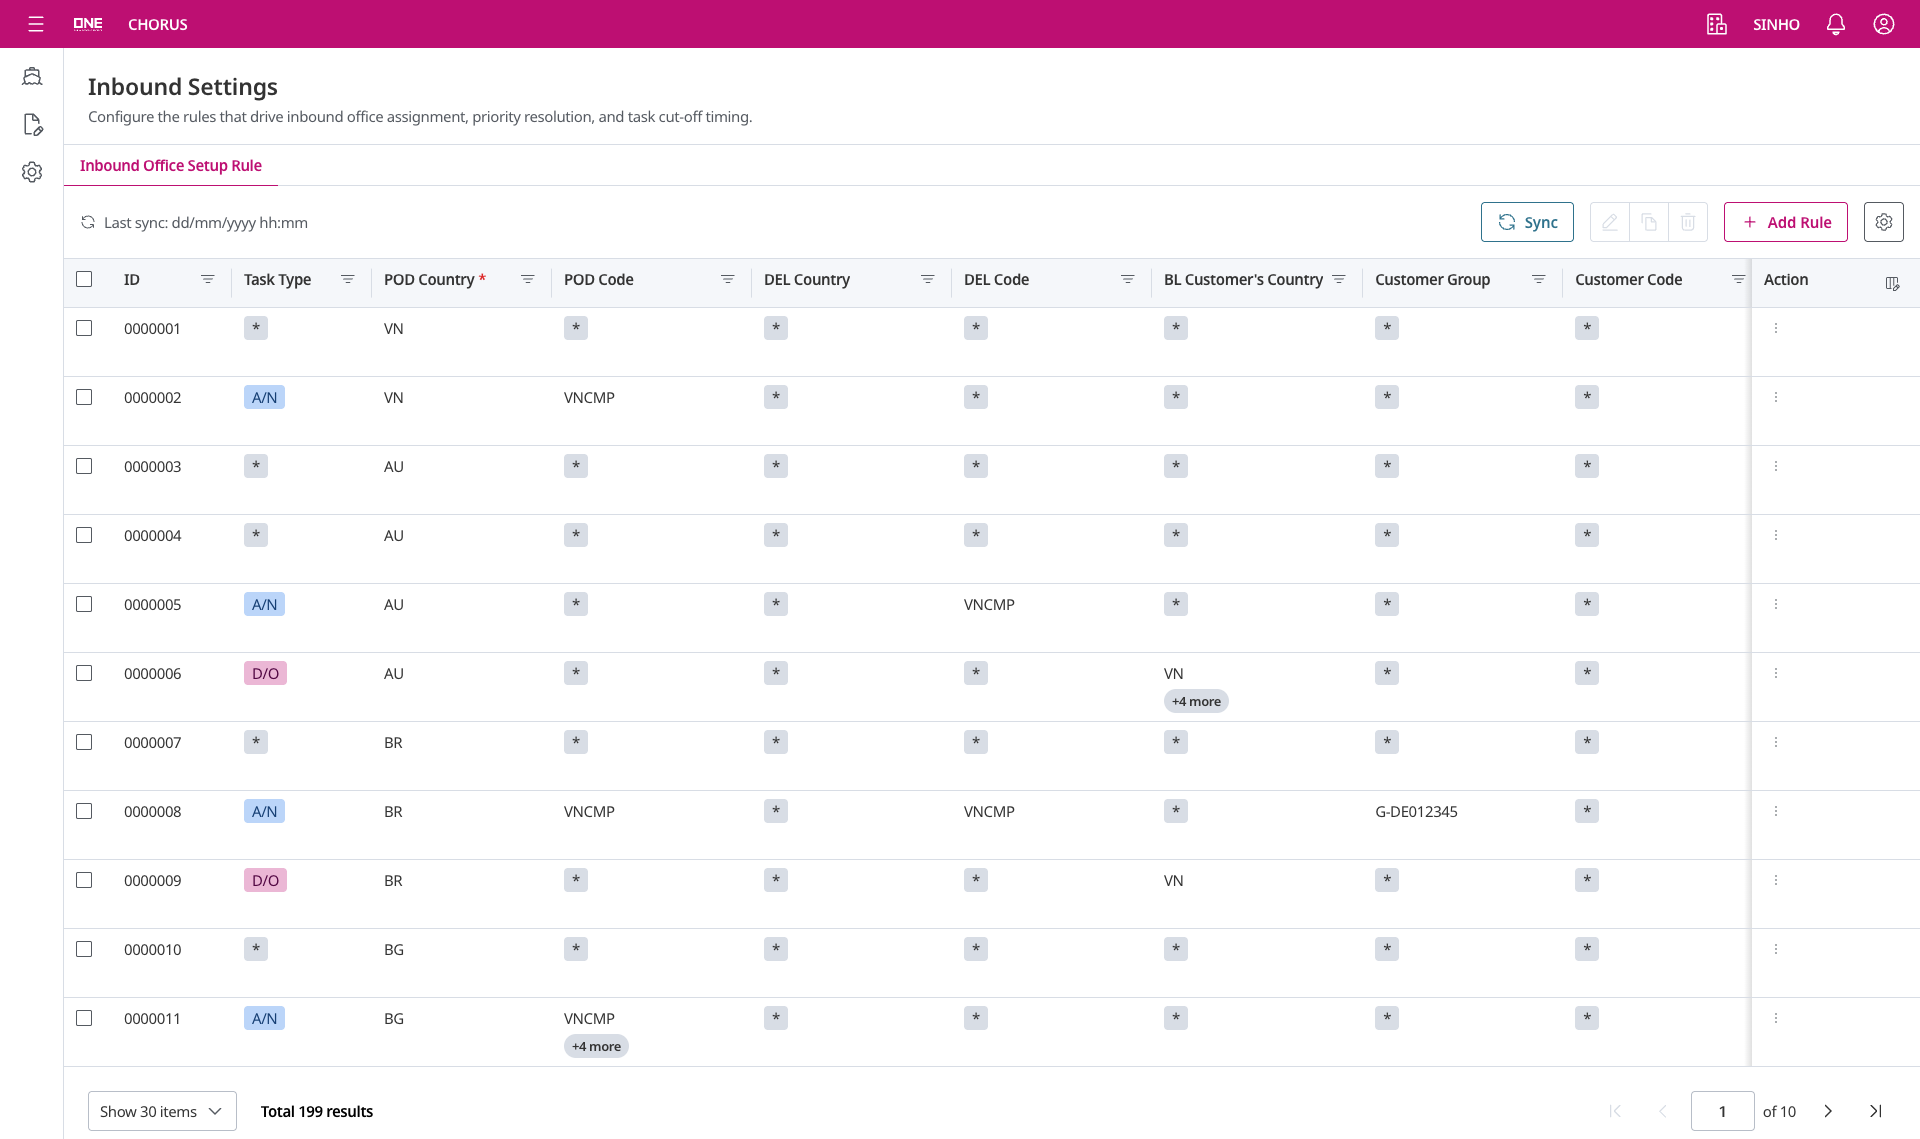 ONE CHORUS SINHO
Inbound Settings
Configure the rules that drive inbound office assignment, priority resolution, and task cut-off timing.
Inbound Office Setup Rule
Last sync: dd/mm/yyyy hh:mm Sync Add Rule
ID Task Type POD Country * POD Code DEL Country DEL Code BL Customer's Country Customer Group Customer Code Action
0000001 * VN * * * * * *
0000002 A/N VN VNCMP * * * * *
0000003 * AU * * * * * *
0000004 * AU * * * * * *
0000005 A/N AU * * VNCMP * * *
0000006 D/O AU * * * VN * *
+4 more
0000007 * BR * * * * * *
0000008 A/N BR VNCMP * VNCMP * G-DE012345 *
0000009 D/O BR * * * VN * *
0000010 * BG * * * * * *
0000011 A/N BG VNCMP * * * * *
+4 more
Show 30 items Total 199 results 1 of 10